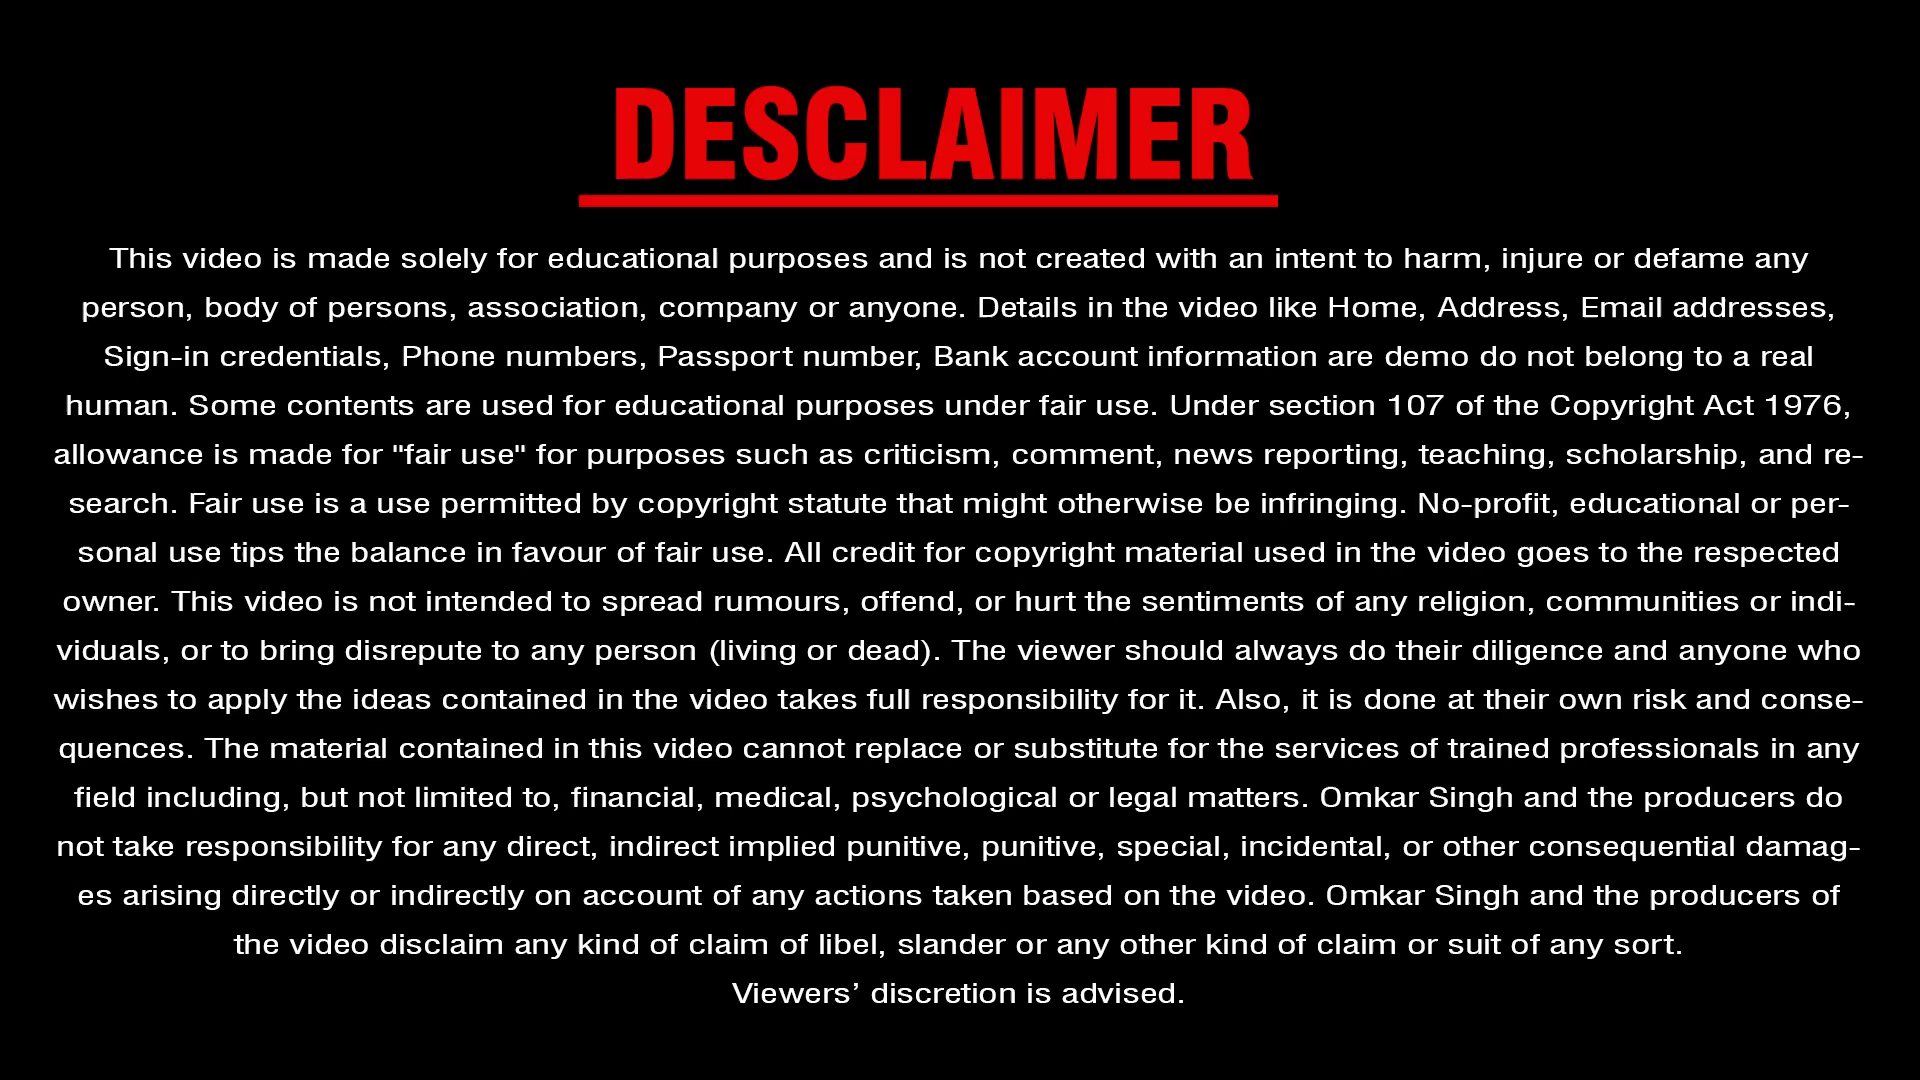 DESCLAIMER
This video is made solely for educational purposes and is not created with an intent to harm, injure or defame any
person, body of persons, association, company or anyone. Details in the video like Home, Address, Email addresses,
Sign-in credentials, Phone numbers, Passport number, Bank account information are demo do not belong to a real
human. Some contents are used for educational purposes under fair use. Under section 107 of the Copyright Act 1976,
allowance is made for "fair use" for purposes such as criticism, comment, news reporting, teaching, scholarship, and re-
search. Fair use is a use permitted by copyright statute that might otherwise be infringing. No-profit, educational or per-
sonal use tips the balance in favour of fair use. All credit for copyright material used in the video goes to the respected
owner. This video is not intended to spread rumours, offend, or hurt the sentiments of any religion, communities or indi-
viduals, or to bring disrepute to any person (living or dead). The viewer should always do their diligence and anyone who
wishes to apply the ideas contained in the video takes full responsibility for it. Also, it is done at their own risk and conse-
quences. The material contained in this video cannot replace or substitute for the services of trained professionals in any
field including, but not limited to, financial, medical, psychological or legal matters. Omkar Singh and the producers do
not take responsibility for any direct, indirect implied punitive, punitive, special, incidental, or other consequential damag-
es arising directly or indirectly on account of any actions taken based on the video. Omkar Singh and the producers of
the video disclaim any kind of claim of libel, slander or any other kind of claim or suit of any sort.
Viewers’ discretion is advised.